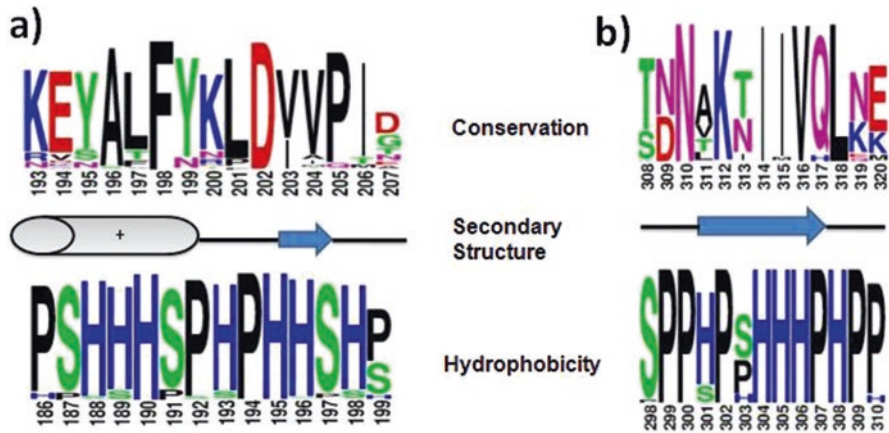 a)
b)
KEYALFYKLDVVPID
193 194 195 196 197 198 199 200 201 202 203 204 205 206 207
Conservation
TNNAKTIIVQLNE
308 309 310 311 312 313 314 315 316 317 318 319 320
+
Secondary
Structure
PSHHHSPHPHHSHP
186 187 188 189 190 191 192 193 194 195 196 197 198 199
Hydrophobicity
SPPHPSHHHPHPP
298 299 300 301 302 303 304 305 306 307 308 309 310